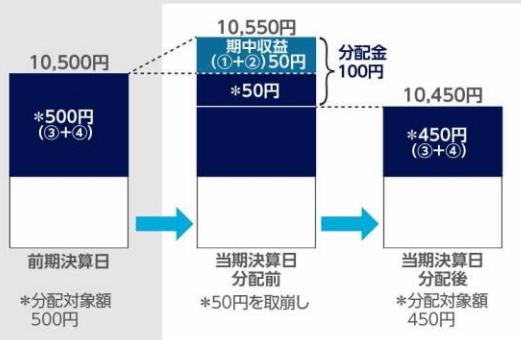 10,500円
*500円
(③+④)
前期決算日
*分配対象額
500円
10,550円
期中収益
(①+②)50円
*50円
分配金
100円
当期決算日
分配前
*50円を取崩し
10,450円
*450円
(③+④)
当期決算日
分配後
*分配対象額
450円